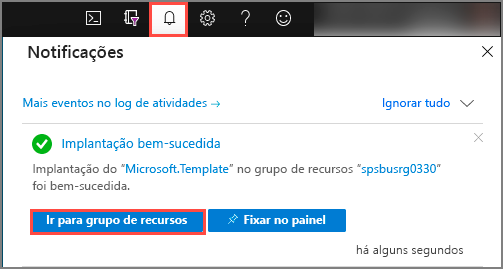 Notificações
Mais eventos no log de atividades →
Ignorar tudo
Implantação bem-sucedida
Implantação do “Microsoft.Template” no grupo de recursos “spsbusrg0330”
foi bem-sucedida.
Ir para grupo de recursos
Fixar no painel
há alguns segundos